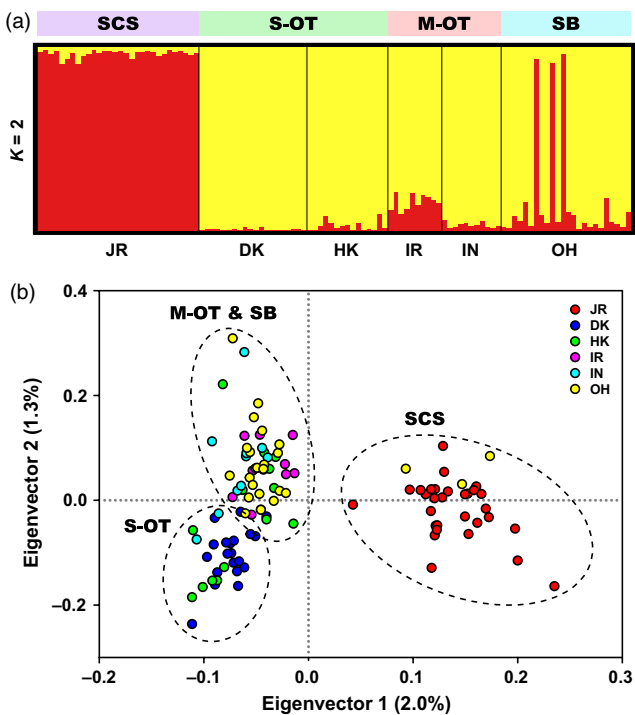 (a)
SCS S-OT M-OT SB
K = 2
JR DK HK IR IN OH
(b)
0.4
0.2
0.0
−0.2
Eigenvector 2 (1.3%)
M-OT & SB
S-OT
SCS
JR
DK
HK
IR
IN
OH
−0.2 −0.1 0.0 0.1 0.2 0.3
Eigenvector 1 (2.0%)